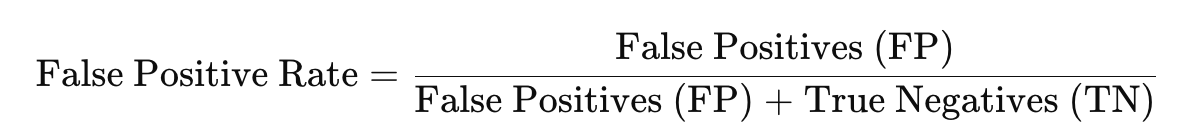 False Positive Rate = False Positives (FP) / False Positives (FP) + True Negatives (TN)